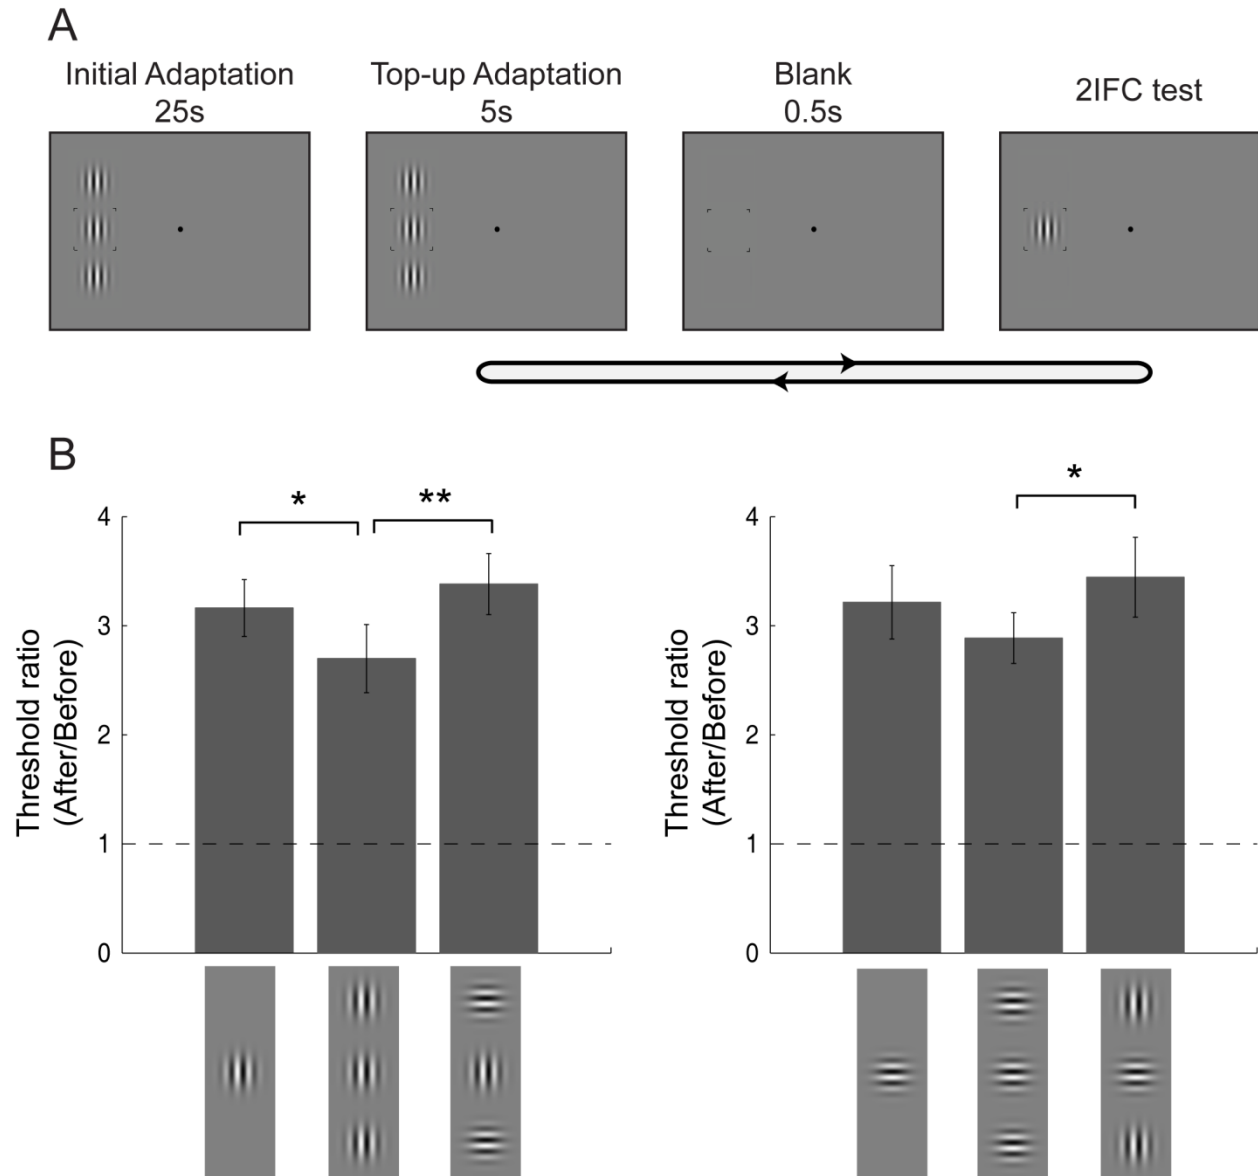 A
Initial Adaptation
25s
Top-up Adaptation
5s
Blank
0.5s
2IFC test
B
Threshold ratio
(After/Before)
4
3
2
1
0
*
**
Threshold ratio
(After/Before)
4
3
2
1
0
*